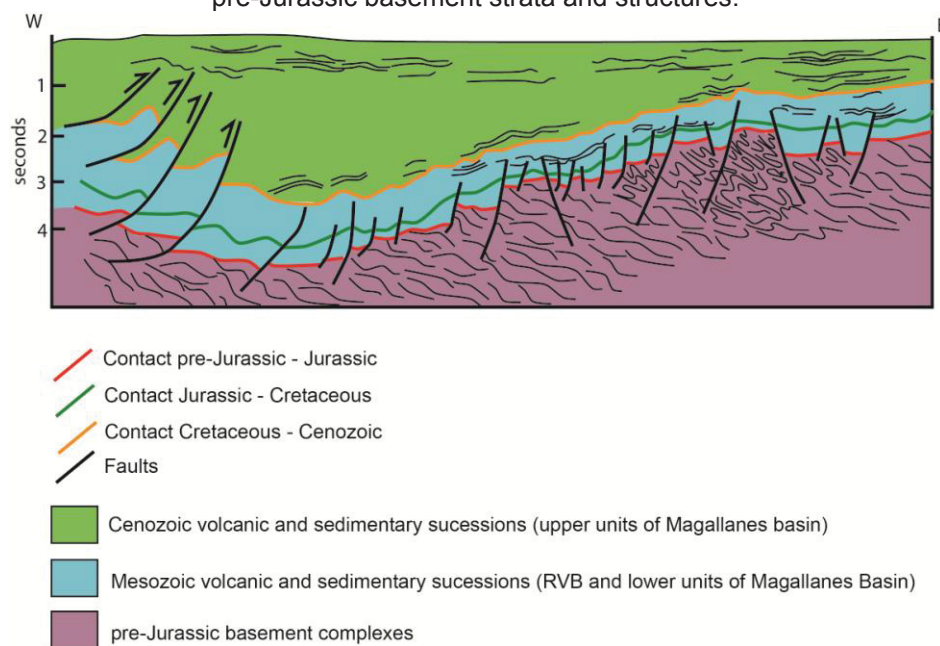 pre-Jurassic basement strata and structures.
W
E
1
2
seconds
3
4
Contact pre-Jurassic - Jurassic
Contact Jurassic - Cretaceous
Contact Cretaceous - Cenozoic
Faults
Cenozoic volcanic and sedimentary sucessions (upper units of Magallanes basin)
Mesozoic volcanic and sedimentary sucessions (RVB and lower units of Magallanes Basin)
pre-Jurassic basement complexes